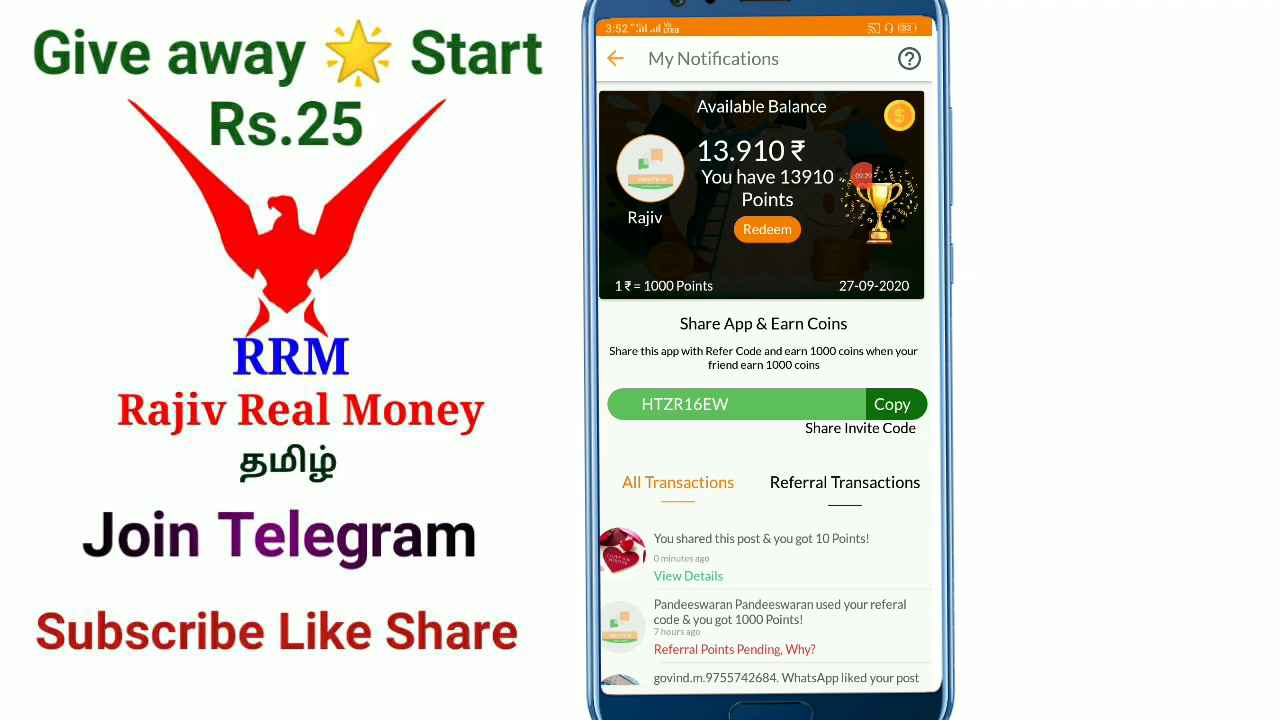 Give away 🌟 Start
Rs.25
RRM
Rajiv Real Money
தமிழ்
Join Telegram
Subscribe Like Share
3:52
My Notifications
Available Balance
13.910 ₹
You have 13910
Points
09:29
Rajiv
Redeem
1 ₹ = 1000 Points
27-09-2020
Share App & Earn Coins
Share this app with Refer Code and earn 1000 coins when your
friend earn 1000 coins
HTZR16EW
Copy
Share Invite Code
All Transactions
Referral Transactions
You shared this post & you got 10 Points!
0 minutes ago
View Details
Pandeeswaran Pandeeswaran used your referal
code & you got 1000 Points!
7 hours ago
Referral Points Pending, Why?
govind.m.9755742684. WhatsApp liked your post